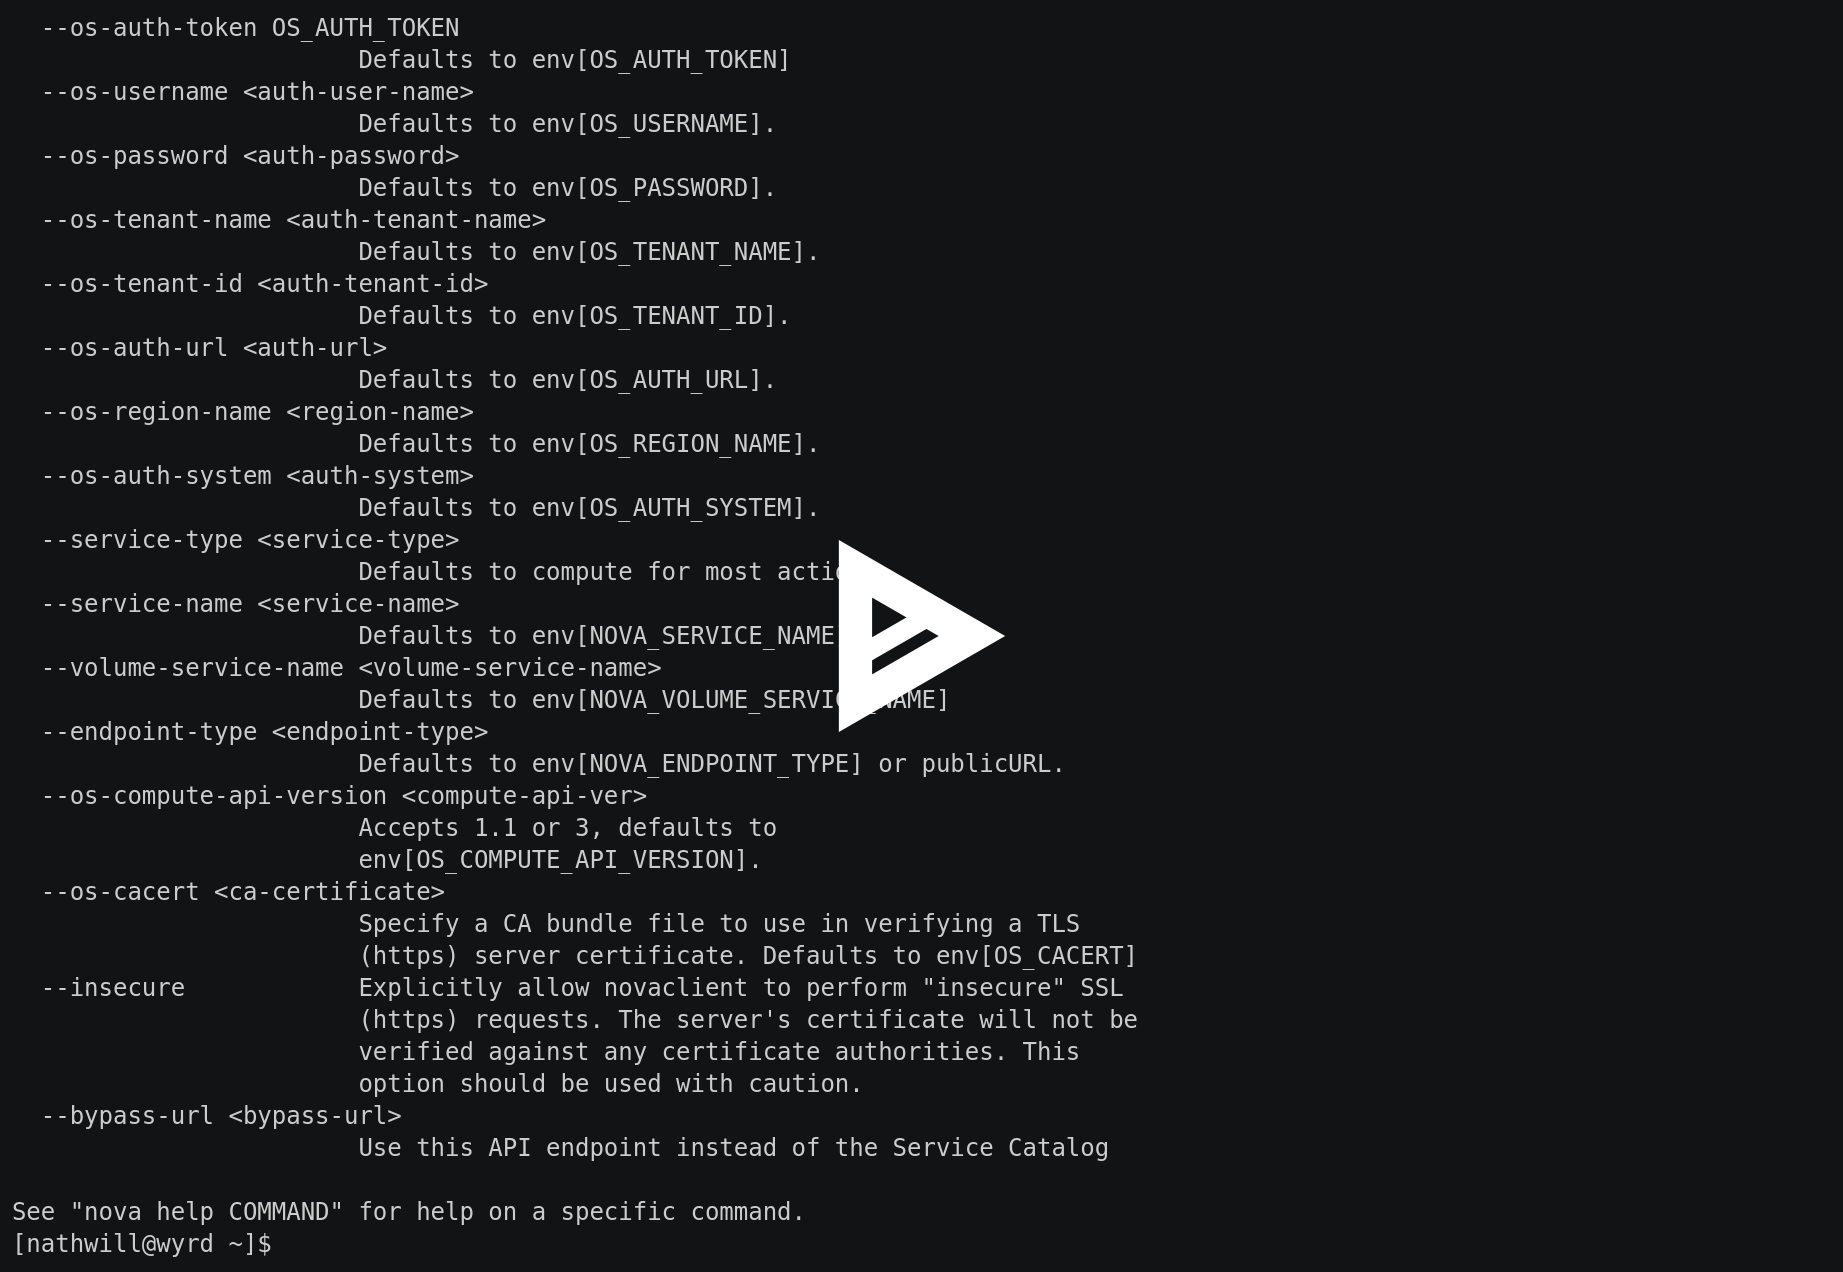 --os-auth-token OS_AUTH_TOKEN
Defaults to env[OS_AUTH_TOKEN]
--os-username <auth-user-name>
Defaults to env[OS_USERNAME].
--os-password <auth-password>
Defaults to env[OS_PASSWORD].
--os-tenant-name <auth-tenant-name>
Defaults to env[OS_TENANT_NAME].
--os-tenant-id <auth-tenant-id>
Defaults to env[OS_TENANT_ID].
--os-auth-url <auth-url>
Defaults to env[OS_AUTH_URL].
--os-region-name <region-name>
Defaults to env[OS_REGION_NAME].
--os-auth-system <auth-system>
Defaults to env[OS_AUTH_SYSTEM].
--service-type <service-type>
Defaults to compute for most
--service-name <service-name>
Defaults to env[NOVA_SERVICE_NAME
--volume-service-name <volume-service-name>
Defaults to env[NOVA_VOLUME_SERVICE_NAME]
--endpoint-type <endpoint-type>
Defaults to env[NOVA_ENDPOINT_TYPE] or publicURL.
--os-compute-api-version <compute-api-ver>
Accepts 1.1 or 3, defaults to
env[OS_COMPUTE_API_VERSION].
--os-cacert <ca-certificate>
Specify a CA bundle file to use in verifying a TLS
(https) server certificate. Defaults to env[OS_CACERT]
--insecure Explicitly allow novaclient to perform "insecure" SSL
(https) requests. The server's certificate will not be
verified against any certificate authorities. This
option should be used with caution.
--bypass-url <bypass-url>
Use this API endpoint instead of the Service Catalog
See "nova help COMMAND" for help on a specific command.
[nathwill@wyrd ~]$